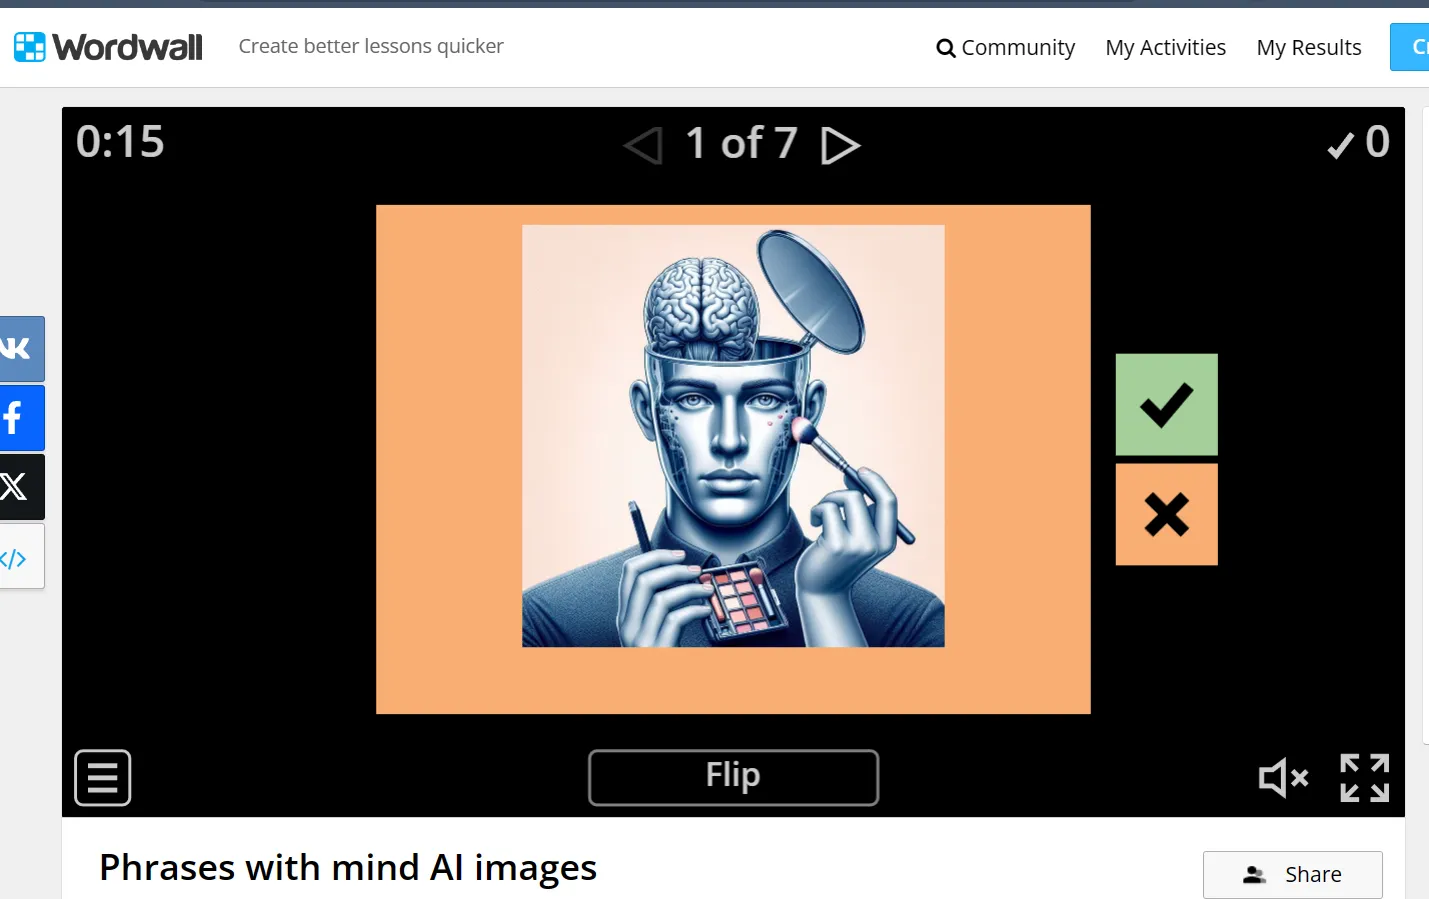 Wordwall
Create better lessons quicker
Community
My Activities
My Results
0:15
1 of 7
0
Flip
Phrases with mind AI images
Share